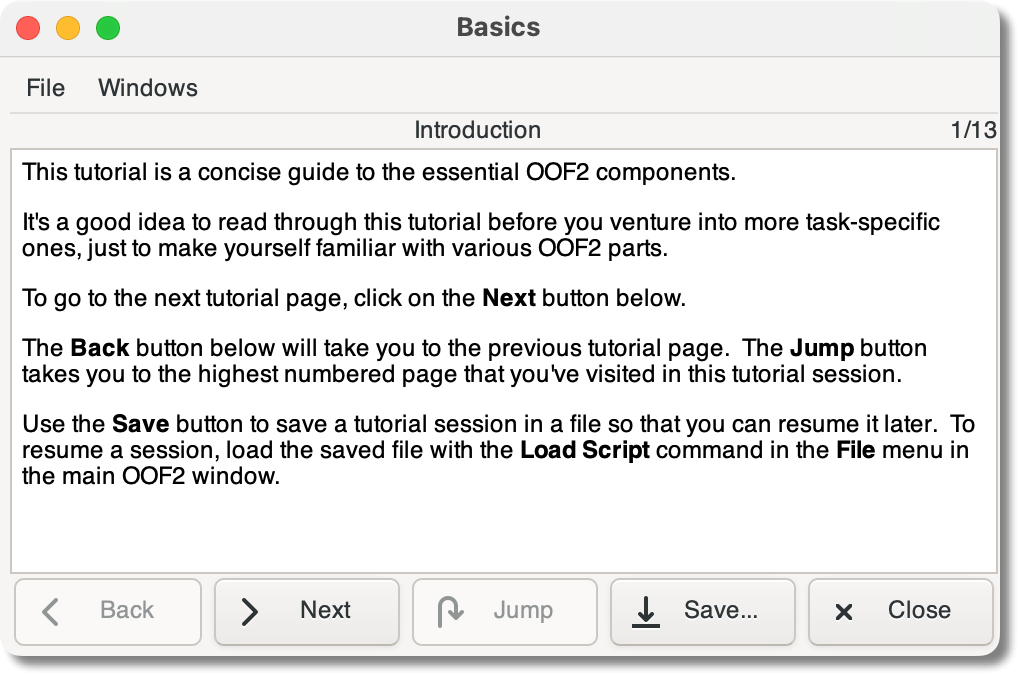 Basics
File Windows
Introduction 1/13
This tutorial is a concise guide to the essential OOF2 components.
It's a good idea to read through this tutorial before you venture into more task-specific
ones, just to make yourself familiar with various OOF2 parts.
To go to the next tutorial page, click on the Next button below.
The Back button below will take you to the previous tutorial page.  The Jump button
takes you to the highest numbered page that you've visited in this tutorial session.
Use the Save button to save a tutorial session in a file so that you can resume it later.  To
resume a session, load the saved file with the Load Script command in the File menu in
the main OOF2 window.
Back Next Jump Save... Close